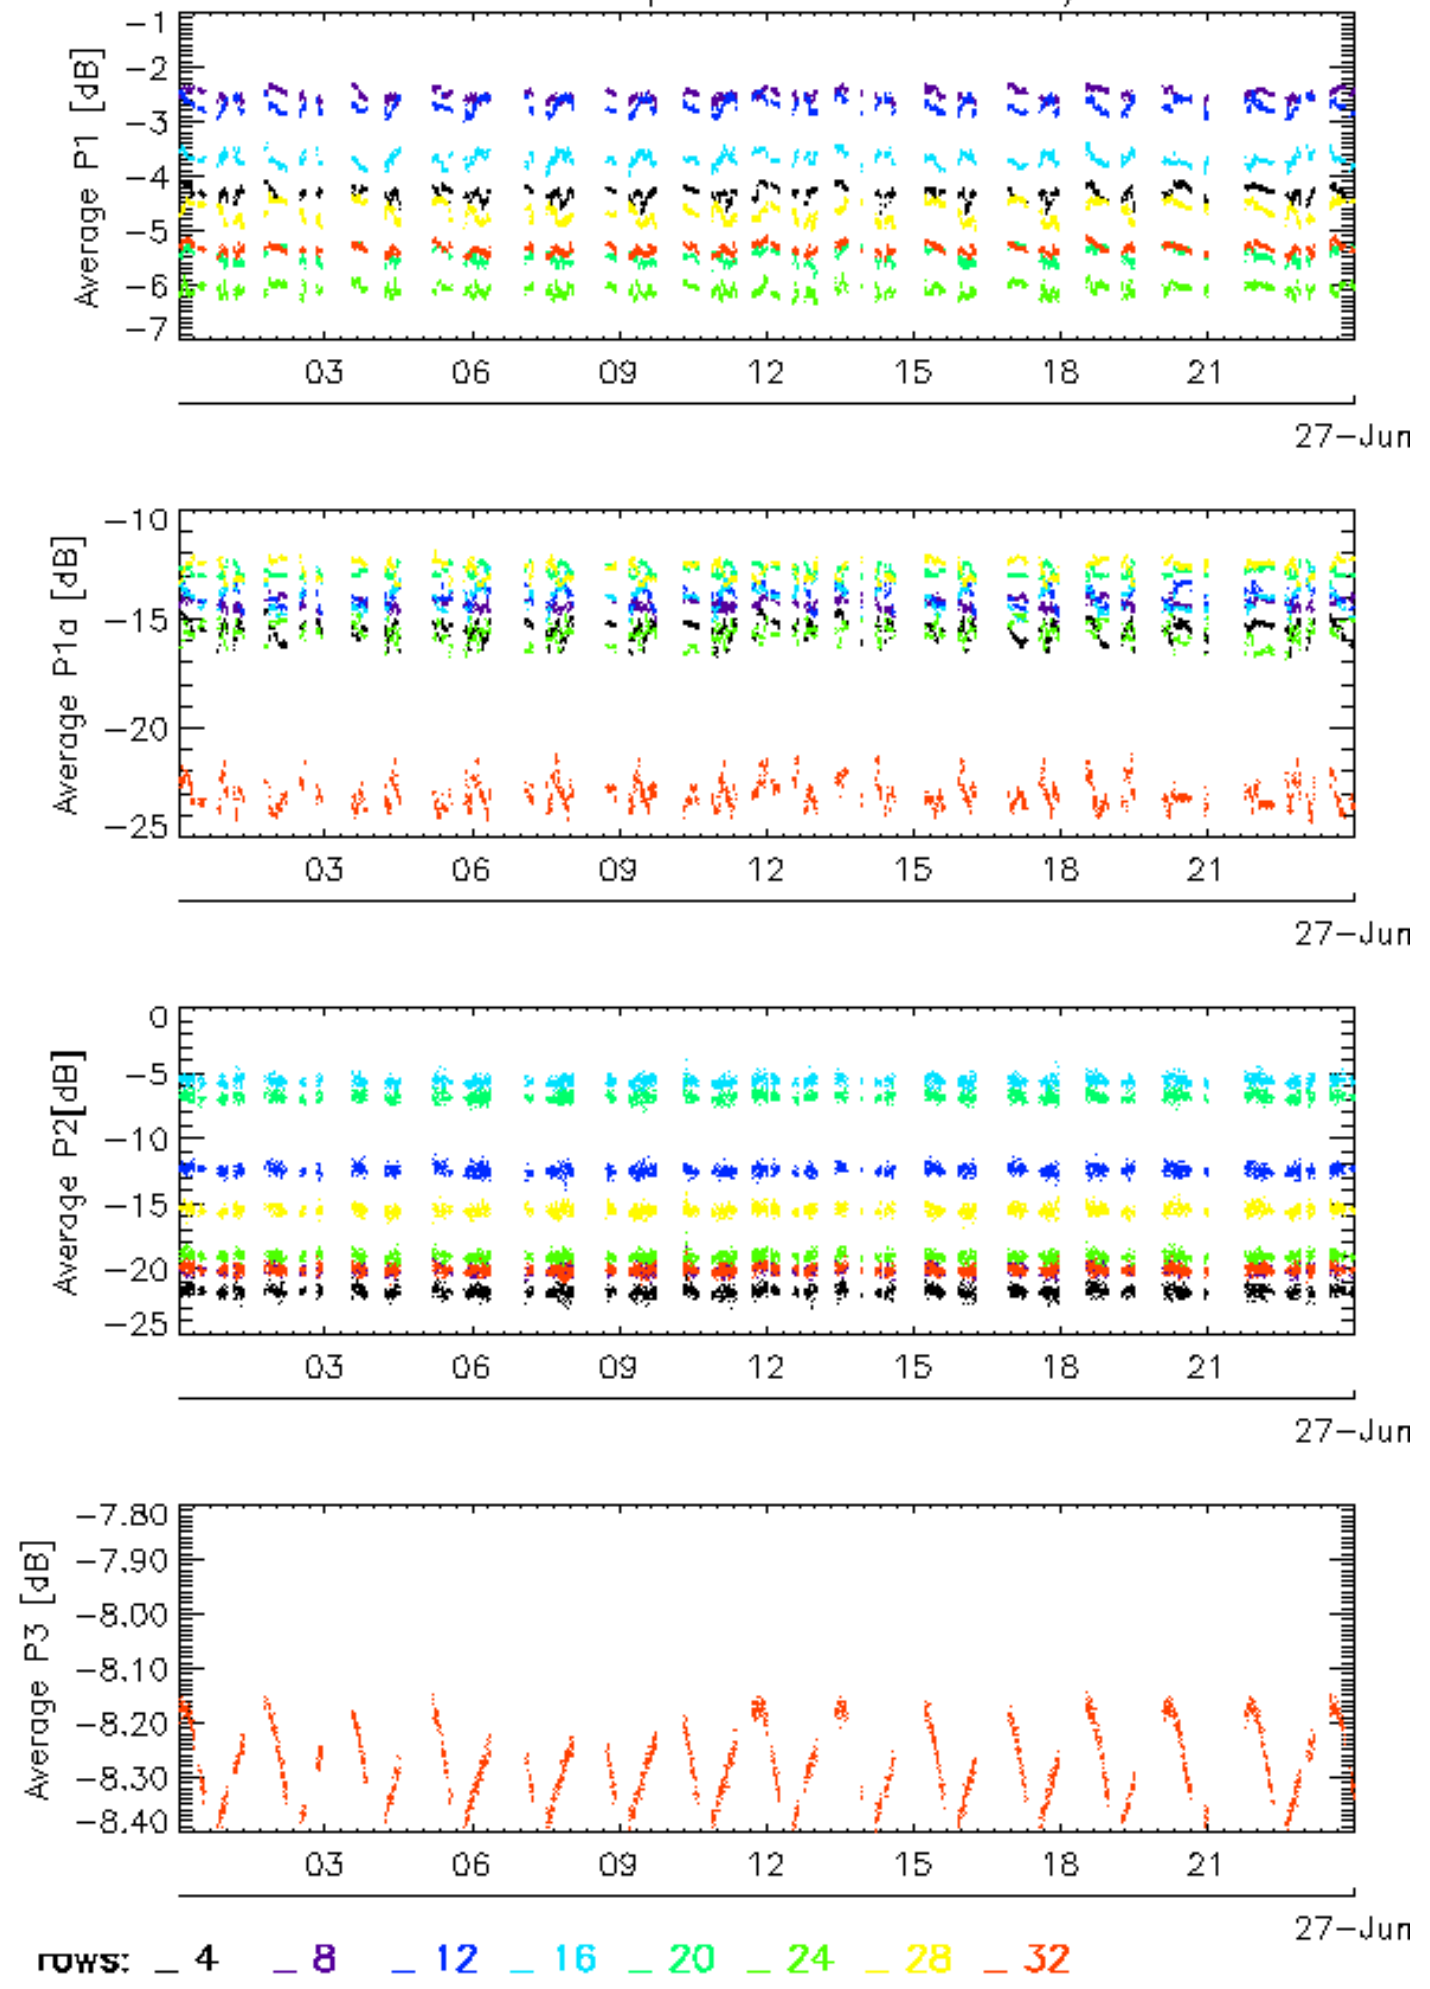 Average P1 [dB]
−1
−2
−3
−4
−5
−6
−7
03 06 09 12 15 18 21
27−Jun
Average P1a [dB]
−10
−15
−20
−25
03 06 09 12 15 18 21
27−Jun
Average P2[dB]
0
−5
−10
−15
−20
−25
03 06 09 12 15 18 21
27−Jun
Average P3 [dB]
−7.80
−7.90
−8.00
−8.10
−8.20
−8.30
−8.40
03 06 09 12 15 18 21
27−Jun
rows: _ 4 _ 8 _ 12 _ 16 _ 20 _ 24 _ 28 _ 32